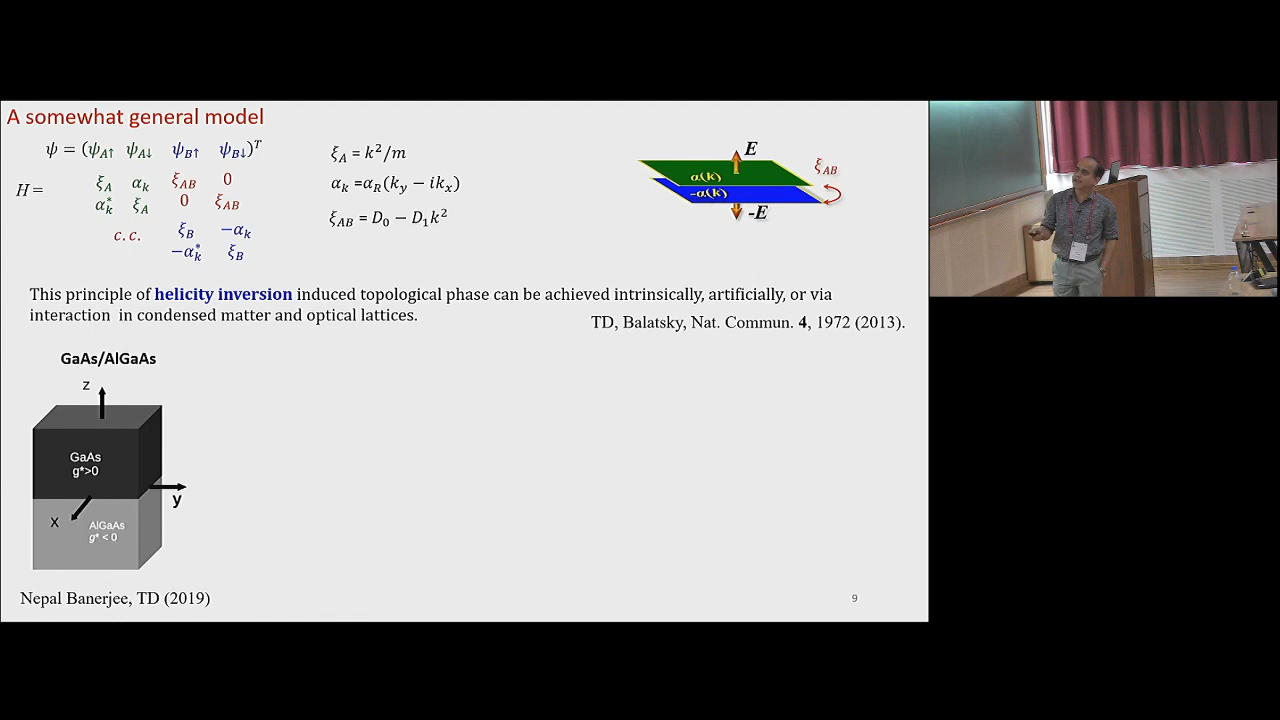 A somewhat general model
ψ = (ψA↑ ψA↓ ψB↑ ψB↓)ᵀ
H =
ξA αk ξAB 0
αk* ξA 0 ξAB
c.c. ξB −αk
−αk* ξB
ξA = k²/m
αk =αR(ky − ikx)
ξAB = D₀ − D₁k²
E
α(k)
-α(k)
-E
ξAB
This principle of helicity inversion induced topological phase can be achieved intrinsically, artificially, or via
interaction in condensed matter and optical lattices.
TD, Balatsky, Nat. Commun. 4, 1972 (2013).
GaAs/AlGaAs
z
GaAs
g*>0
y
x
AlGaAs
g* < 0
Nepal Banerjee, TD (2019)
9